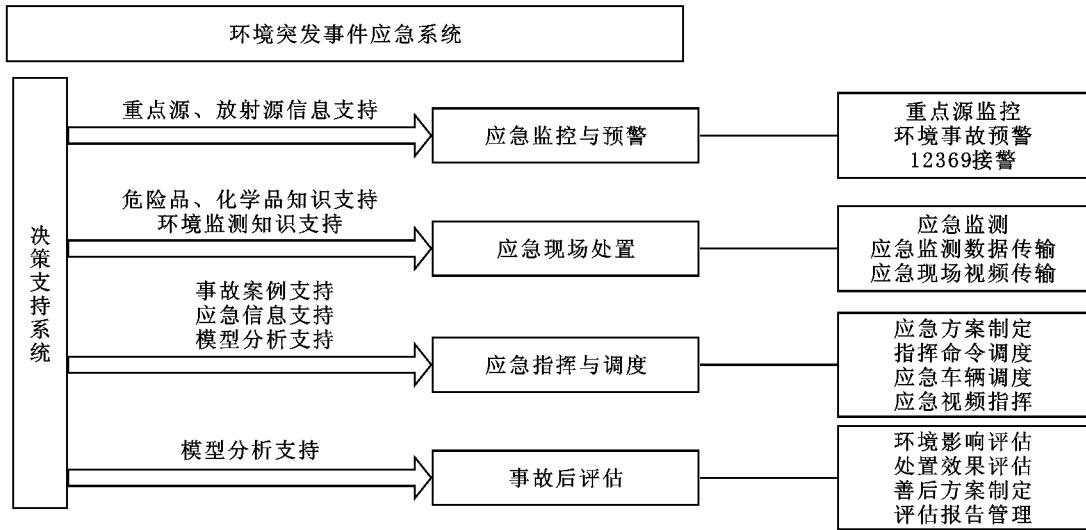 环境突发事件应急系统
决策支持系统
重点源、放射源信息支持
应急监控与预警
重点源监控
环境事故预警
12369接警
危险品、化学品知识支持
环境监测知识支持
应急现场处置
应急监测
应急监测数据传输
应急现场视频传输
事故案例支持
应急信息支持
模型分析支持
应急指挥与调度
应急方案制定
指挥命令调度
应急车辆调度
应急视频指挥
模型分析支持
事故后评估
环境影响评估
处置效果评估
善后方案制定
评估报告管理